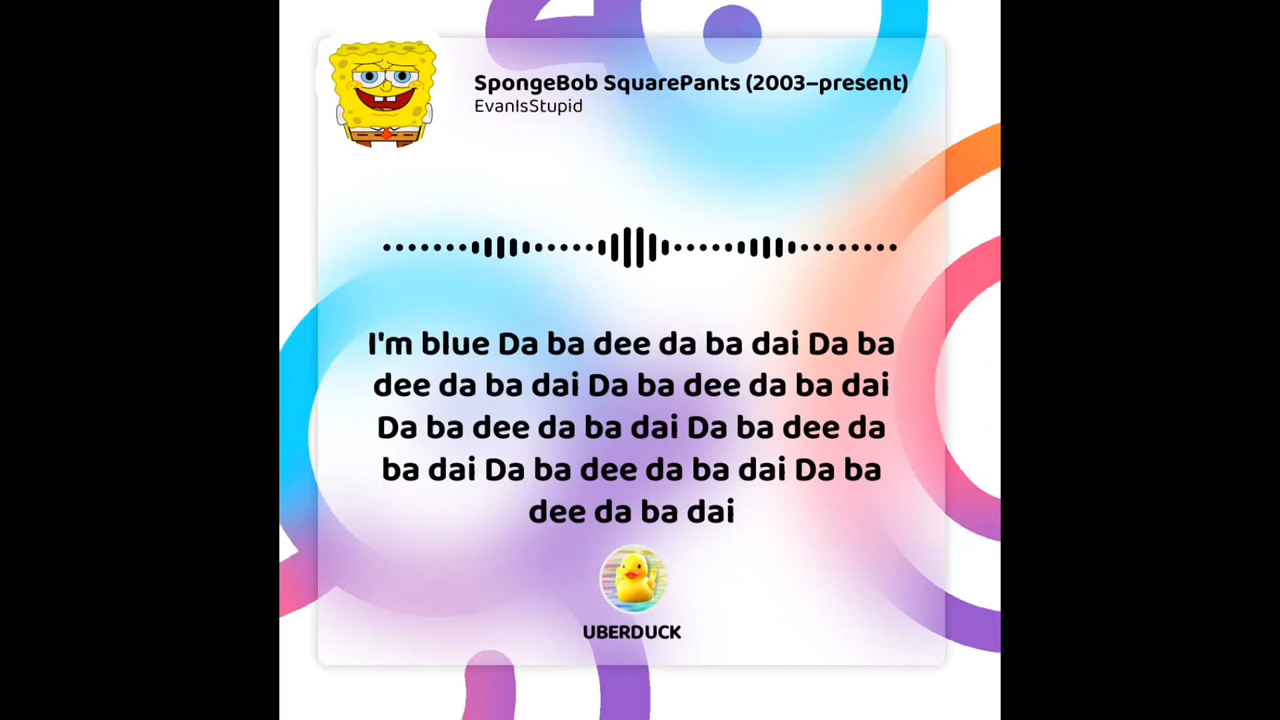 SpongeBob SquarePants (2003–present)
EvanIsStupid
I'm blue Da ba dee da ba dai Da ba
dee da ba dai Da ba dee da ba dai
Da ba dee da ba dai Da ba dee da
ba dai Da ba dee da ba dai Da ba
dee da ba dai
UBERDUCK